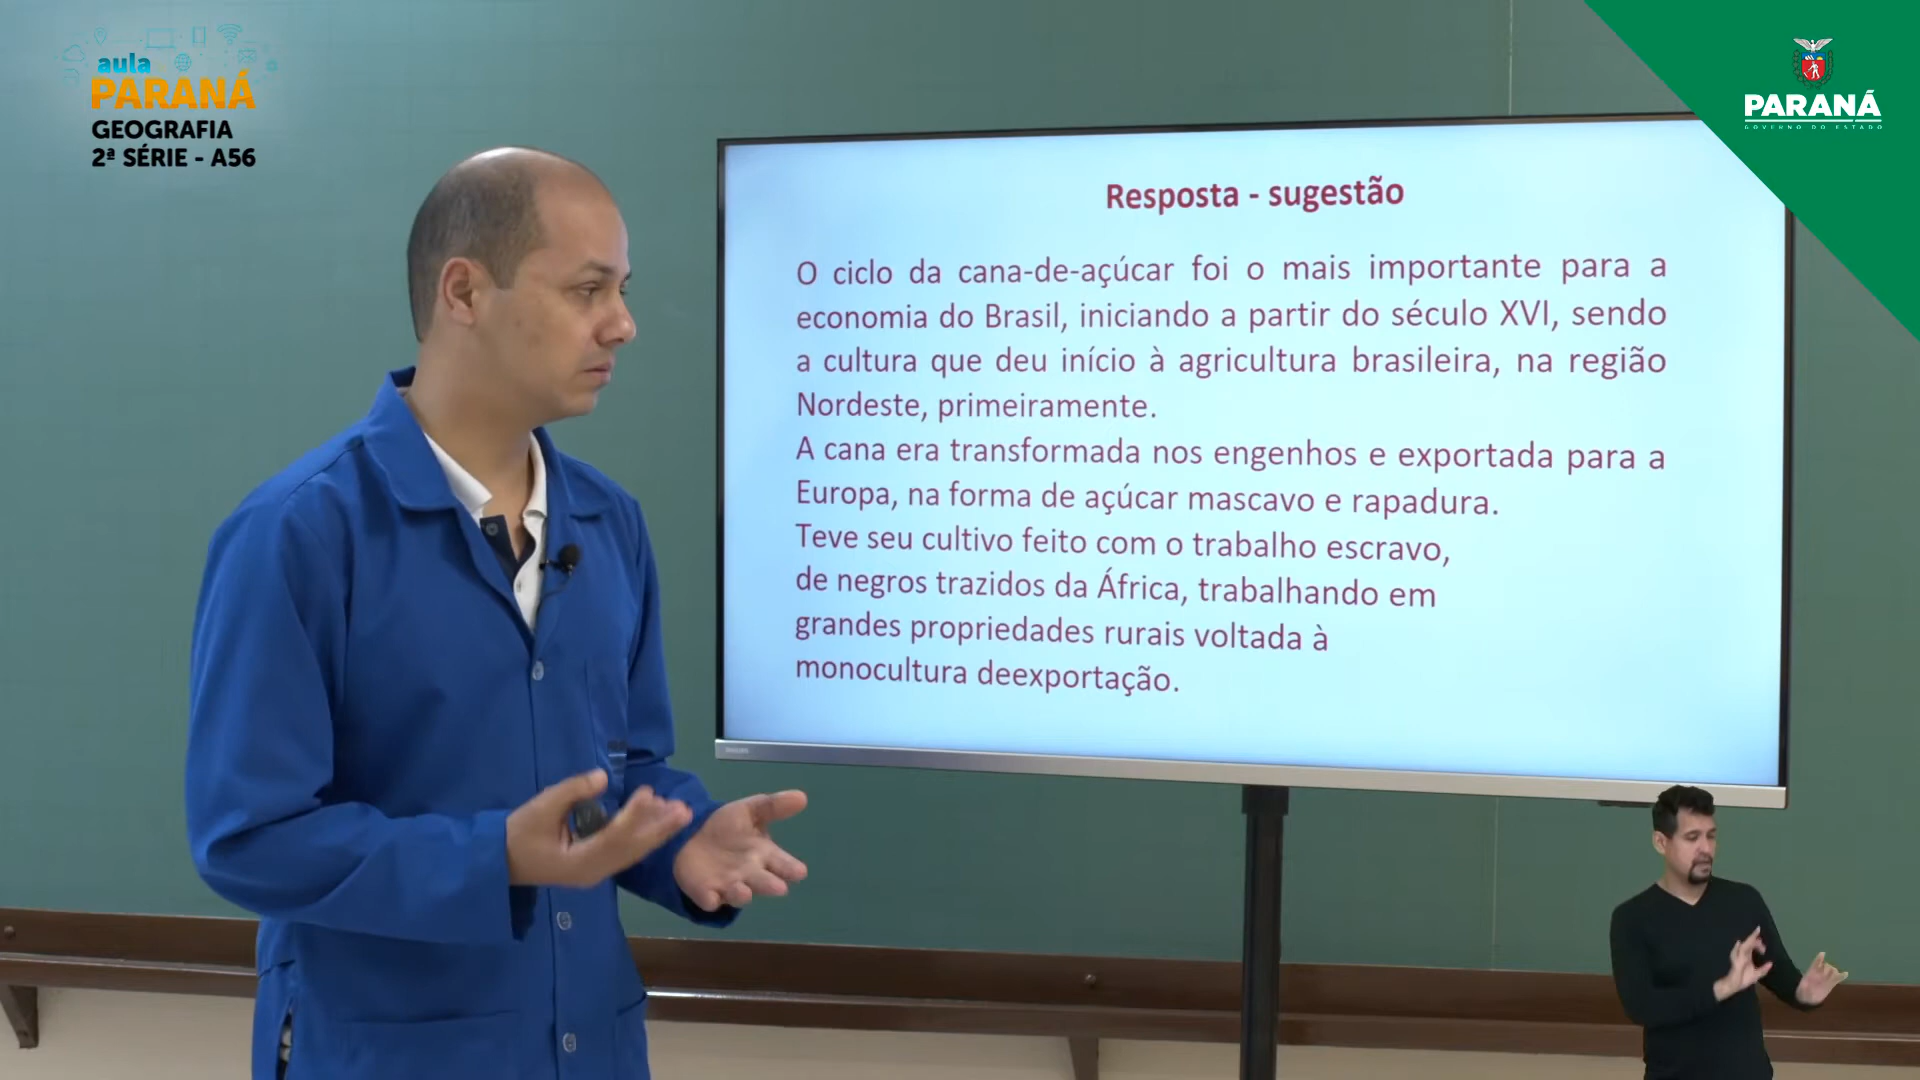 aula
PARANÁ
GEOGRAFIA
2ª SÉRIE - A56
PARANÁ
GOVERNO DO ESTADO
Resposta - sugestão
O ciclo da cana-de-açúcar foi o mais importante para a
economia do Brasil, iniciando a partir do século XVI, sendo
a cultura que deu início à agricultura brasileira, na região
Nordeste, primeiramente.
A cana era transformada nos engenhos e exportada para a
Europa, na forma de açúcar mascavo e rapadura.
Teve seu cultivo feito com o trabalho escravo,
de negros trazidos da África, trabalhando em
grandes propriedades rurais voltada à
monocultura deexportação.